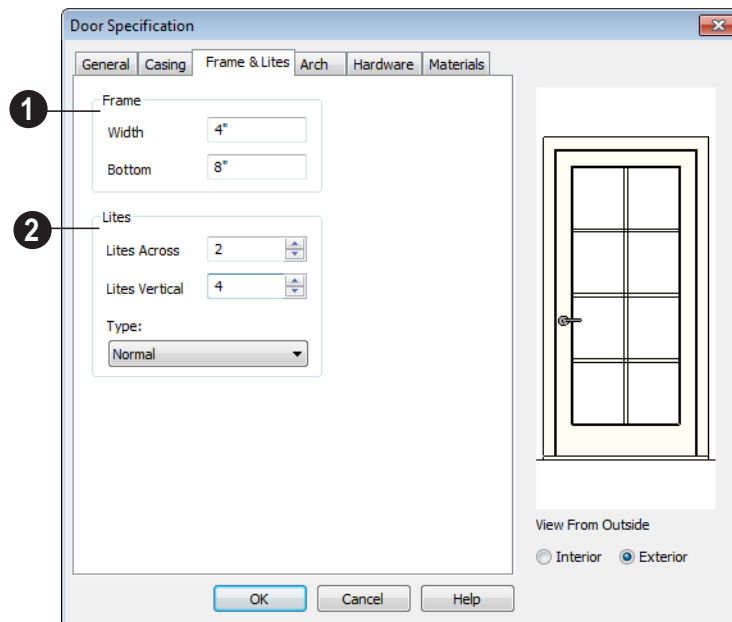 Door Specification
General Casing Frame & Lites Arch Hardware Materials
1
Frame
Width 4"
Bottom 8"
2
Lites
Lites Across 2
Lites Vertical 4
Type:
Normal
View From Outside
Interior Exterior
OK Cancel Help